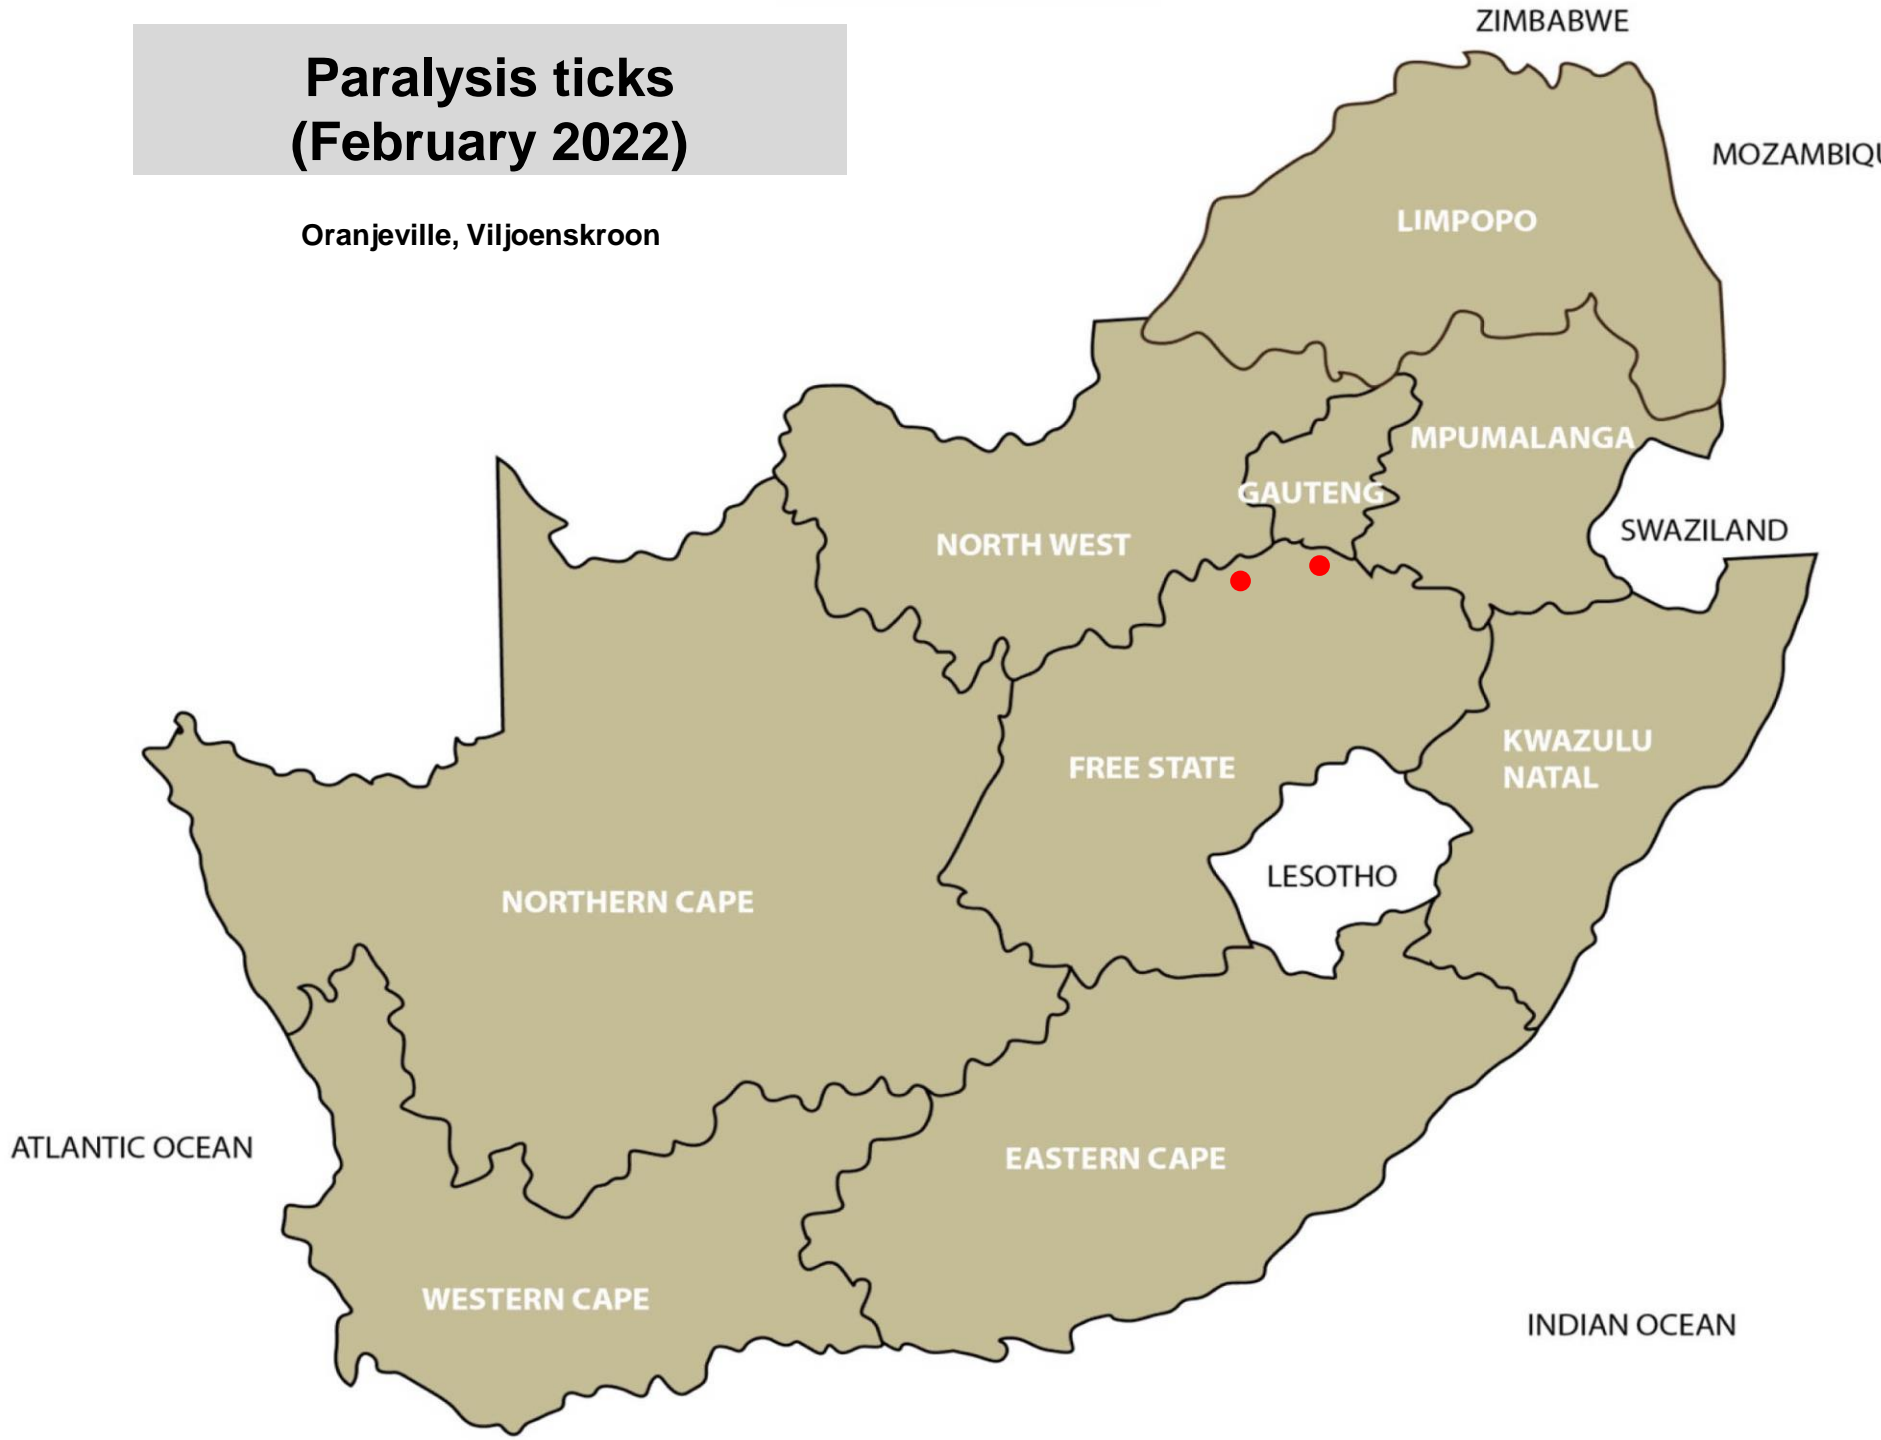 Paralysis ticks
(February 2022)
Oranjeville, Viljoenskroon
ZIMBABWE
MOZAMBIQU
LIMPOPO
MPUMALANGA
GAUTENG
SWAZILAND
NORTH WEST
KWAZULU
NATAL
FREE STATE
LESOTHO
NORTHERN CAPE
ATLANTIC OCEAN
EASTERN CAPE
WESTERN CAPE
INDIAN OCEAN